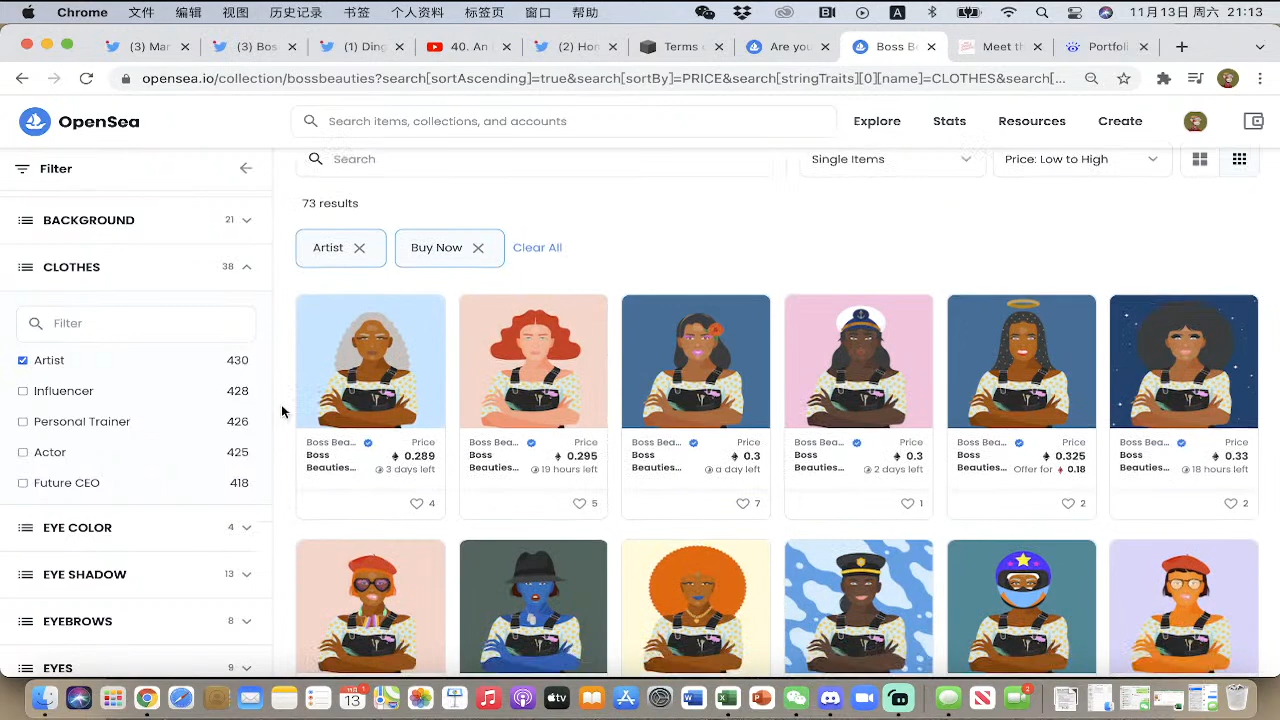 Chrome 文件 编辑 视图 历史记录 书签 个人资料 标签页 窗口 帮助 A 11月13日 周六 21:13
(3) Mar (3) Bos (1) Ding 40. An I (2) Hon Terms o Are you Boss Be Meet th Portfoli
opensea.io/collection/bossbeauties?search[sortAscending]=true&search[sortBy]=PRICE&search[stringTraits][0][name]=CLOTHES&search[...
OpenSea Search items, collections, and accounts Explore Stats Resources Create
Filter Search Single Items Price: Low to High
73 results
BACKGROUND 21
Artist Buy Now Clear All
CLOTHES 38
Filter
Artist 430
Influencer 428
Personal Trainer 426
Actor 425
Future CEO 418
EYE COLOR 4
EYE SHADOW 13
EYEBROWS 8
EYES 9
Boss Bea... Price Boss Bea... Price Boss Bea... Price Boss Bea... Price Boss Bea... Price Boss Bea... Price
Boss 0.289 Boss 0.295 Boss 0.3 Boss 0.3 Boss 0.325 Boss 0.33
Beauties... 3 days left Beauties... 19 hours left Beauties... a day left Beauties... 2 days left Beauties... Offer for 0.18 Beauties... 18 hours left
4 5 7 1 2 2
13 tv 2